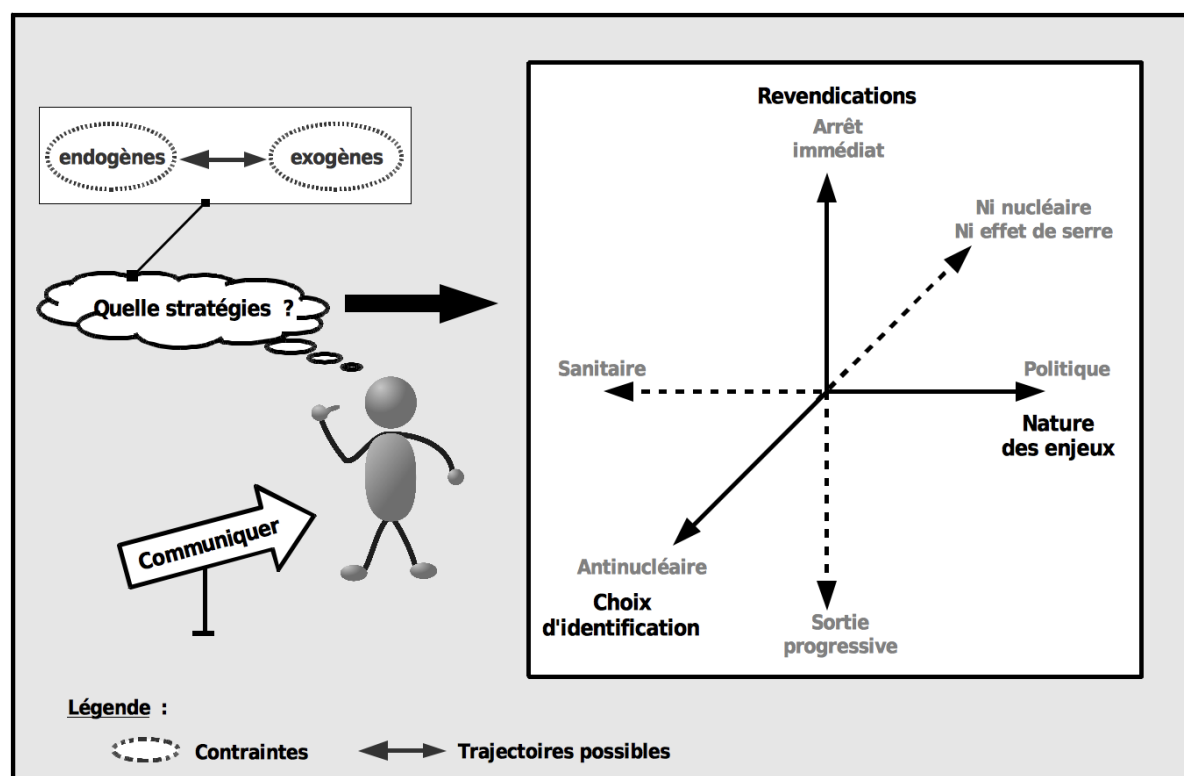 endogènes
exogènes
Quelle stratégies ?
Communiquer
Revendications
Arrêt
immédiat
Ni nucléaire
Ni effet de serre
Sanitaire
Politique
Nature
des enjeux
Antinucléaire
Choix
d'identification
Sortie
progressive
Légende :
Contraintes
Trajectoires possibles